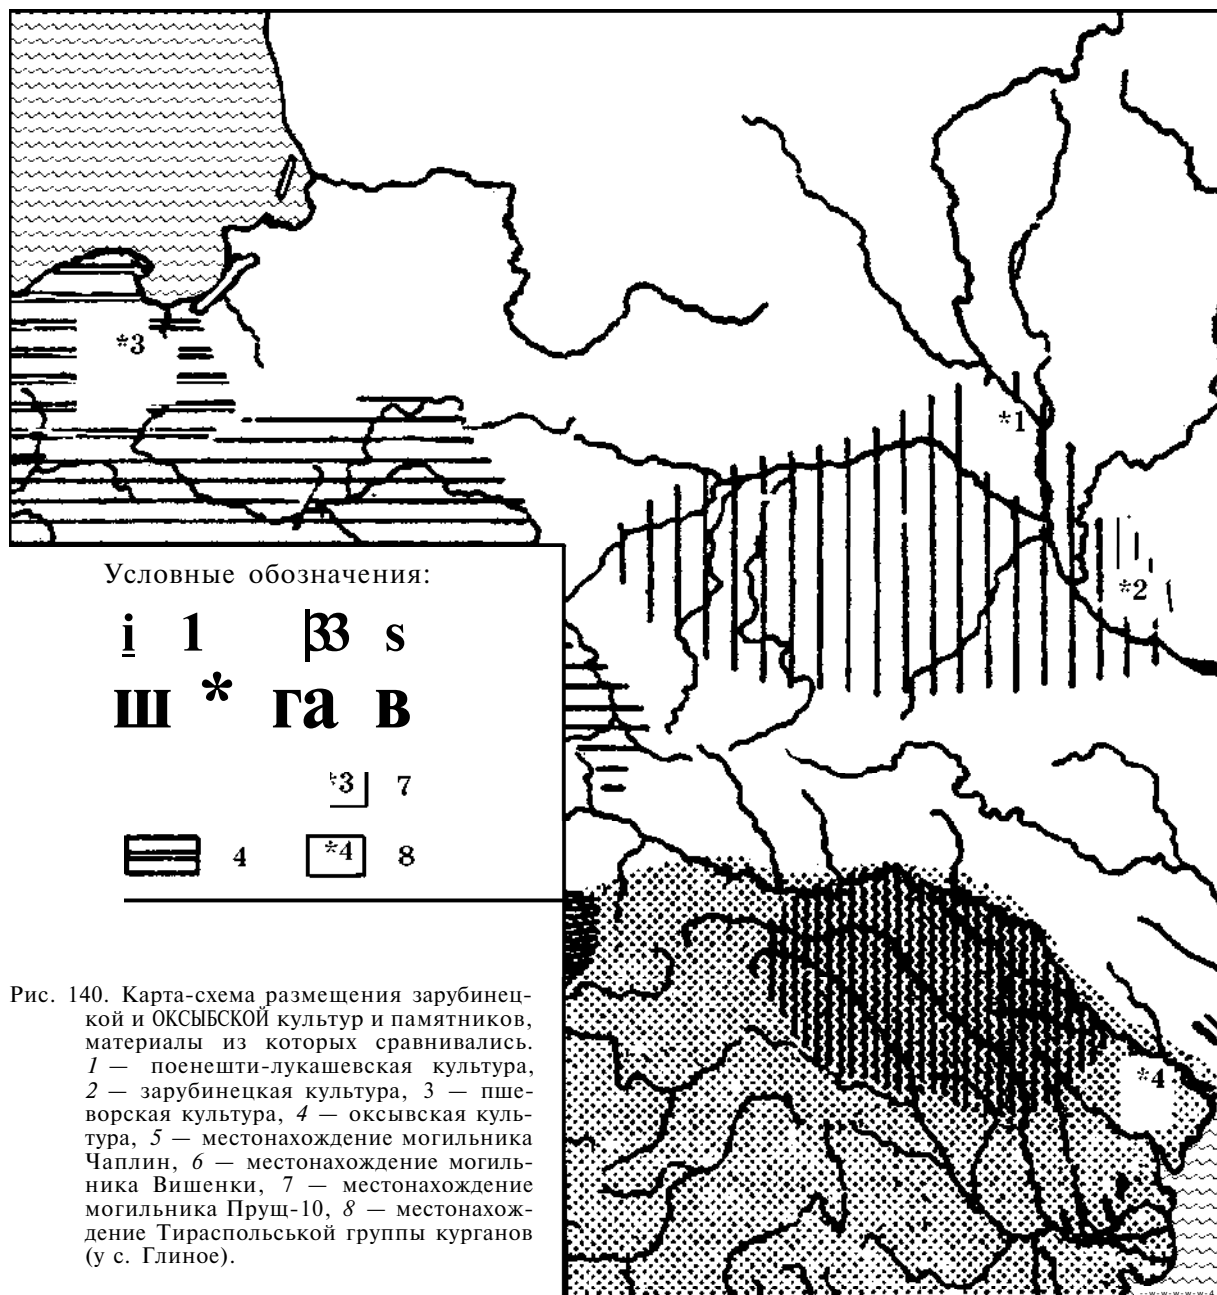 *3
*1
*2
Условные обозначения:
i 1 33 s
ш * га в
*3 7
4 *4 8
*4
Рис. 140. Карта-схема размещения зарубинец-
кой и ОКСЫБСКОЙ культур и памятников,
материалы из которых сравнивались.
1 — поенешти-лукашевская культура,
2 — зарубинецкая культура, 3 — пше-
ворская культура, 4 — оксывская куль-
тура, 5 — местонахождение могильника
Чаплин, 6 — местонахождение могиль-
ника Вишенки, 7 — местонахождение
могильника Прущ-10, 8 — местонахож-
дение Тираспольськой группы курганов
(у с. Глиное).